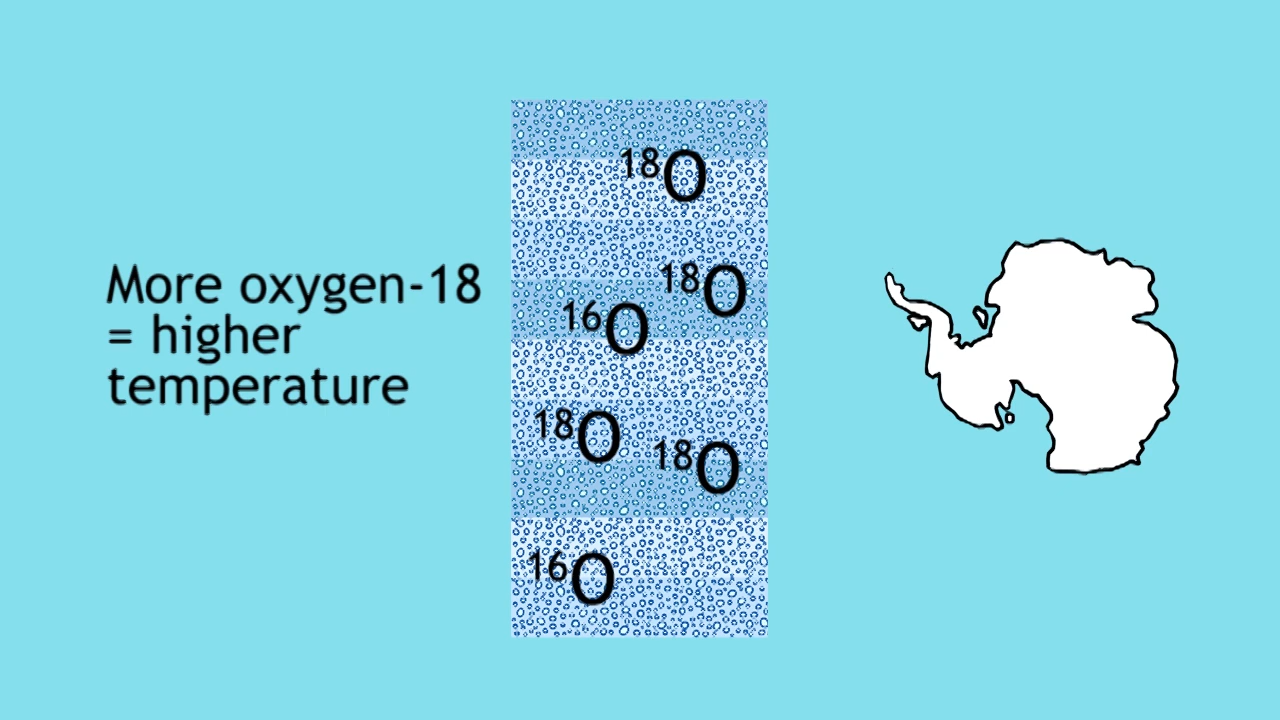 More oxygen-18
= higher
temperature
¹⁸O
¹⁸O
¹⁶O
¹⁸O
¹⁸O
¹⁶O